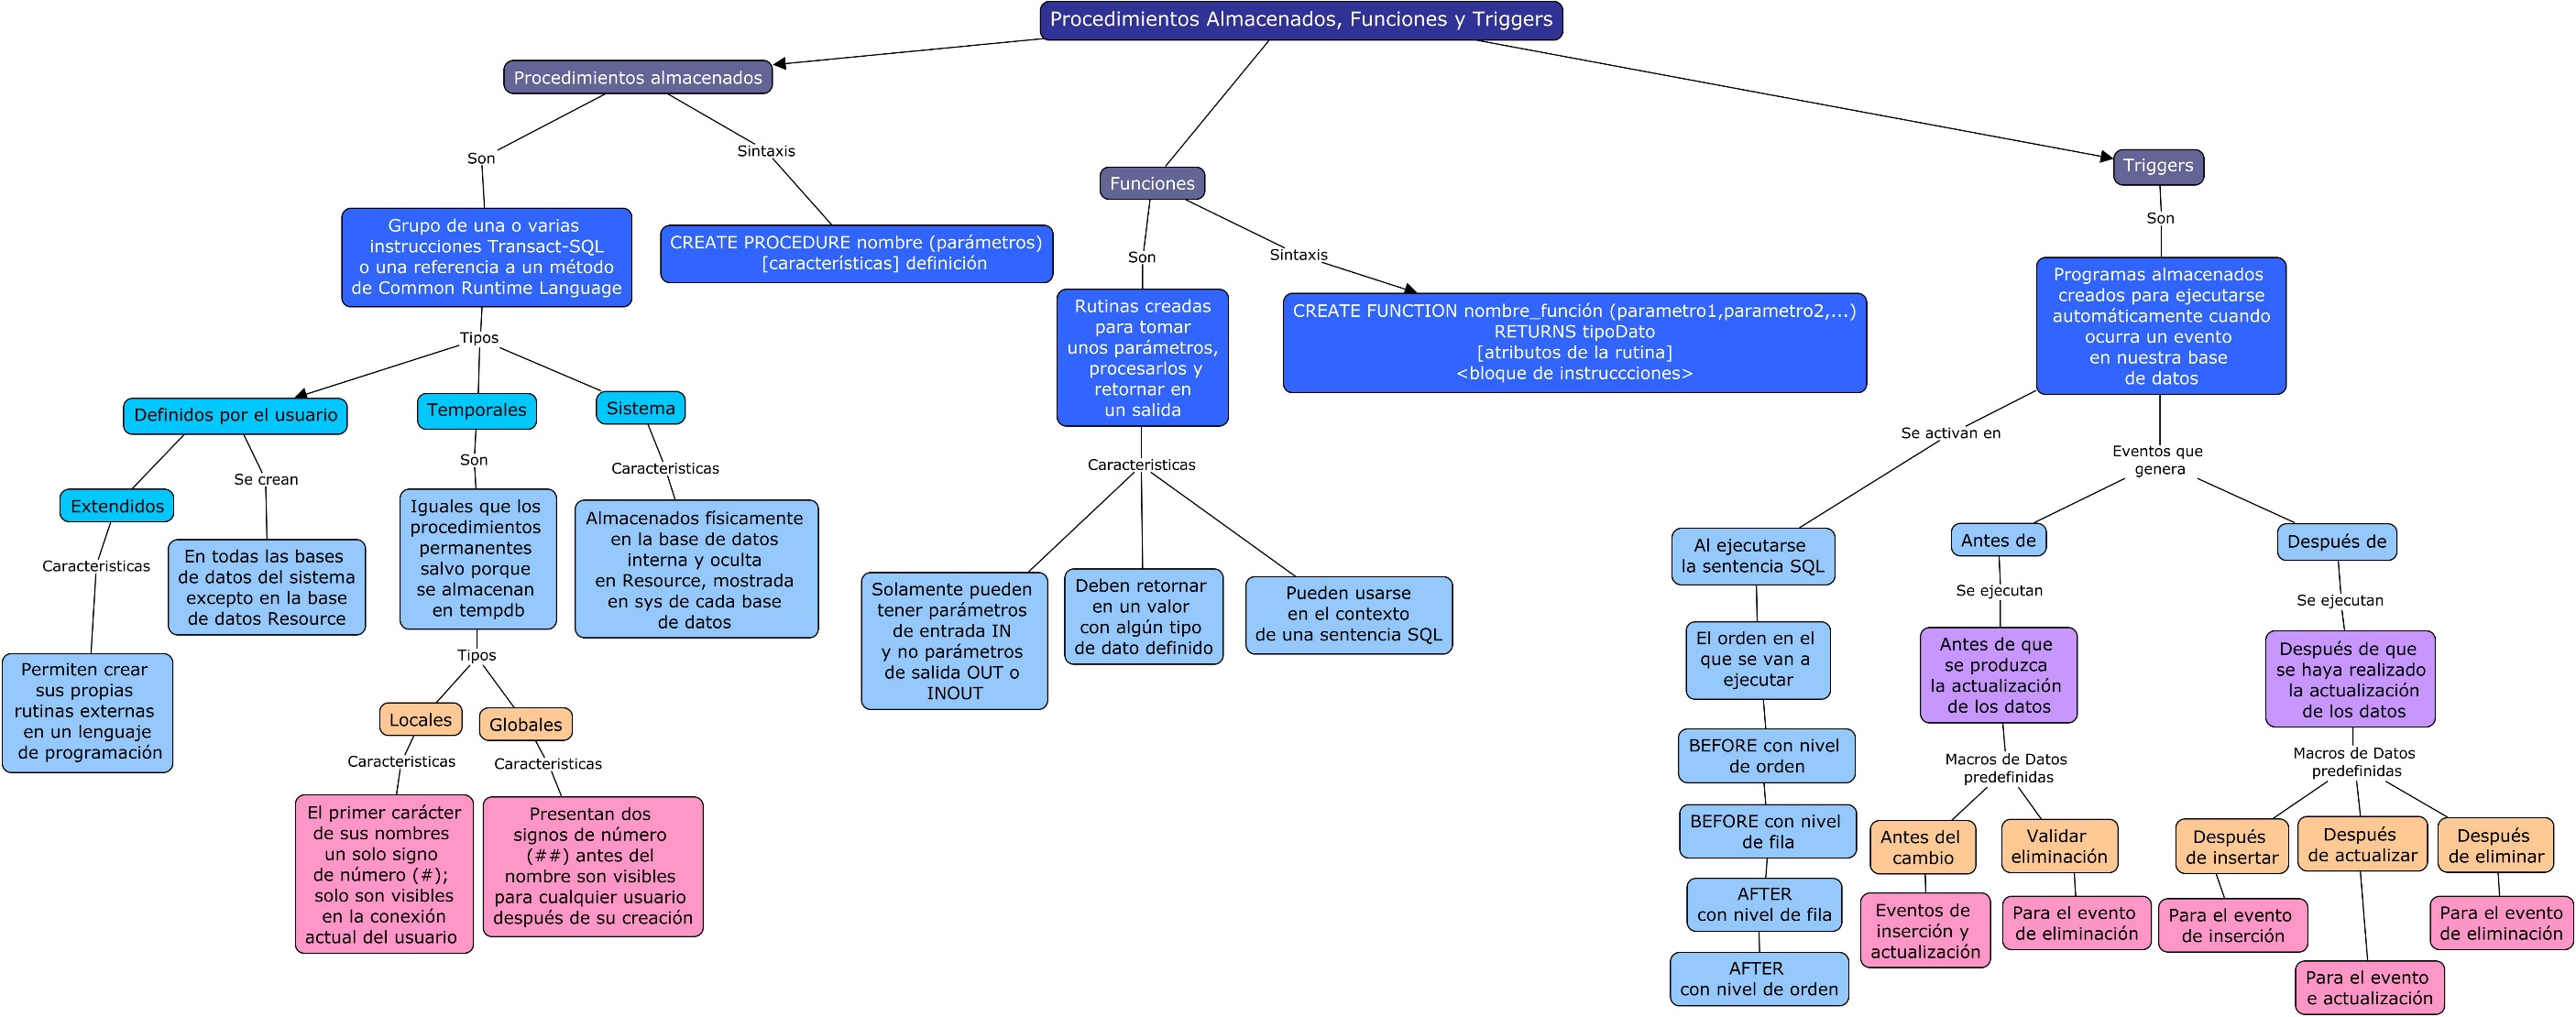 Procedimientos Almacenados, Funciones y Triggers
Procedimientos almacenados
Son
Grupo de una o varias
instrucciones Transact-SQL
o una referencia a un método
de Common Runtime Language
Sintaxis
CREATE PROCEDURE nombre (parámetros)
[características] definición
Tipos
Definidos por el usuario
Extendidos
Caracteristicas
Permiten crear
sus propias
rutinas externas
en un lenguaje
de programación
Se crean
En todas las bases
de datos del sistema
excepto en la base
de datos Resource
Temporales
Son
Iguales que los
procedimientos
permanentes
salvo porque
se almacenan
en tempdb
Tipos
Locales
Caracteristicas
El primer carácter
de sus nombres
un solo signo
de número (#);
solo son visibles
en la conexión
actual del usuario
Globales
Caracteristicas
Presentan dos
signos de número
(##) antes del
nombre son visibles
para cualquier usuario
después de su creación
Sistema
Caracteristicas
Almacenados físicamente
en la base de datos
interna y oculta
en Resource, mostrada
en sys de cada base
de datos
Funciones
Son
Rutinas creadas
para tomar
unos parámetros,
procesarlos y
retornar en
un salida
Sintaxis
CREATE FUNCTION nombre_función (parametro1,parametro2,...)
RETURNS tipoDato
[atributos de la rutina]
<bloque de instruccciones>
Caracteristicas
Solamente pueden
tener parámetros
de entrada IN
y no parámetros
de salida OUT o
INOUT
Deben retornar
en un valor
con algún tipo
de dato definido
Pueden usarse
en el contexto
de una sentencia SQL
Triggers
Son
Programas almacenados
creados para ejecutarse
automáticamente cuando
ocurra un evento
en nuestra base
de datos
Se activan en
Al ejecutarse
la sentencia SQL
El orden en el
que se van a
ejecutar
BEFORE con nivel
de orden
BEFORE con nivel
de fila
AFTER
con nivel de fila
AFTER
con nivel de orden
Eventos que
genera
Antes de
Se ejecutan
Antes de que
se produzca
la actualización
de los datos
Macros de Datos
predefinidas
Antes del
cambio
Eventos de
inserción y
actualización
Validar
eliminación
Para el evento
de eliminación
Después de
Se ejecutan
Después de que
se haya realizado
la actualización
de los datos
Macros de Datos
predefinidas
Después
de insertar
Para el evento
de inserción
Después
de actualizar
Para el evento
e actualización
Después
de eliminar
Para el evento
de eliminación